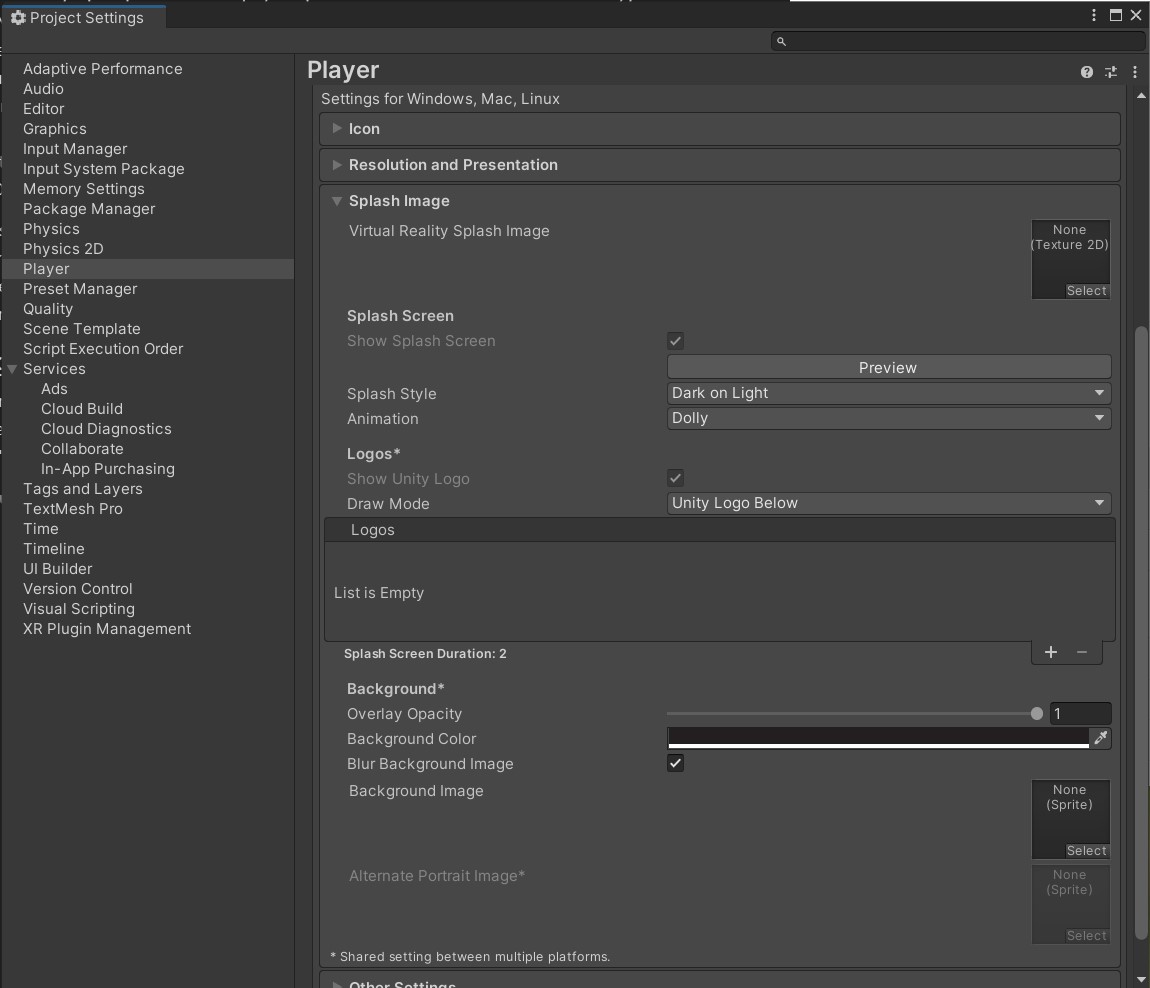 Project Settings
Adaptive Performance
Audio
Editor
Graphics
Input Manager
Input System Package
Memory Settings
Package Manager
Physics
Physics 2D
Player
Preset Manager
Quality
Scene Template
Script Execution Order
Services
Ads
Cloud Build
Cloud Diagnostics
Collaborate
In-App Purchasing
Tags and Layers
TextMesh Pro
Time
Timeline
UI Builder
Version Control
Visual Scripting
XR Plugin Management
Player
Settings for Windows, Mac, Linux
Icon
Resolution and Presentation
Splash Image
Virtual Reality Splash Image
None
(Texture 2D)
Select
Splash Screen
Show Splash Screen
Preview
Splash Style Dark on Light
Animation Dolly
Logos*
Show Unity Logo
Draw Mode Unity Logo Below
Logos
List is Empty
Splash Screen Duration: 2
Background*
Overlay Opacity 1
Background Color
Blur Background Image
Background Image
None
(Sprite)
Select
Alternate Portrait Image*
None
(Sprite)
Select
* Shared setting between multiple platforms.
Other Settings